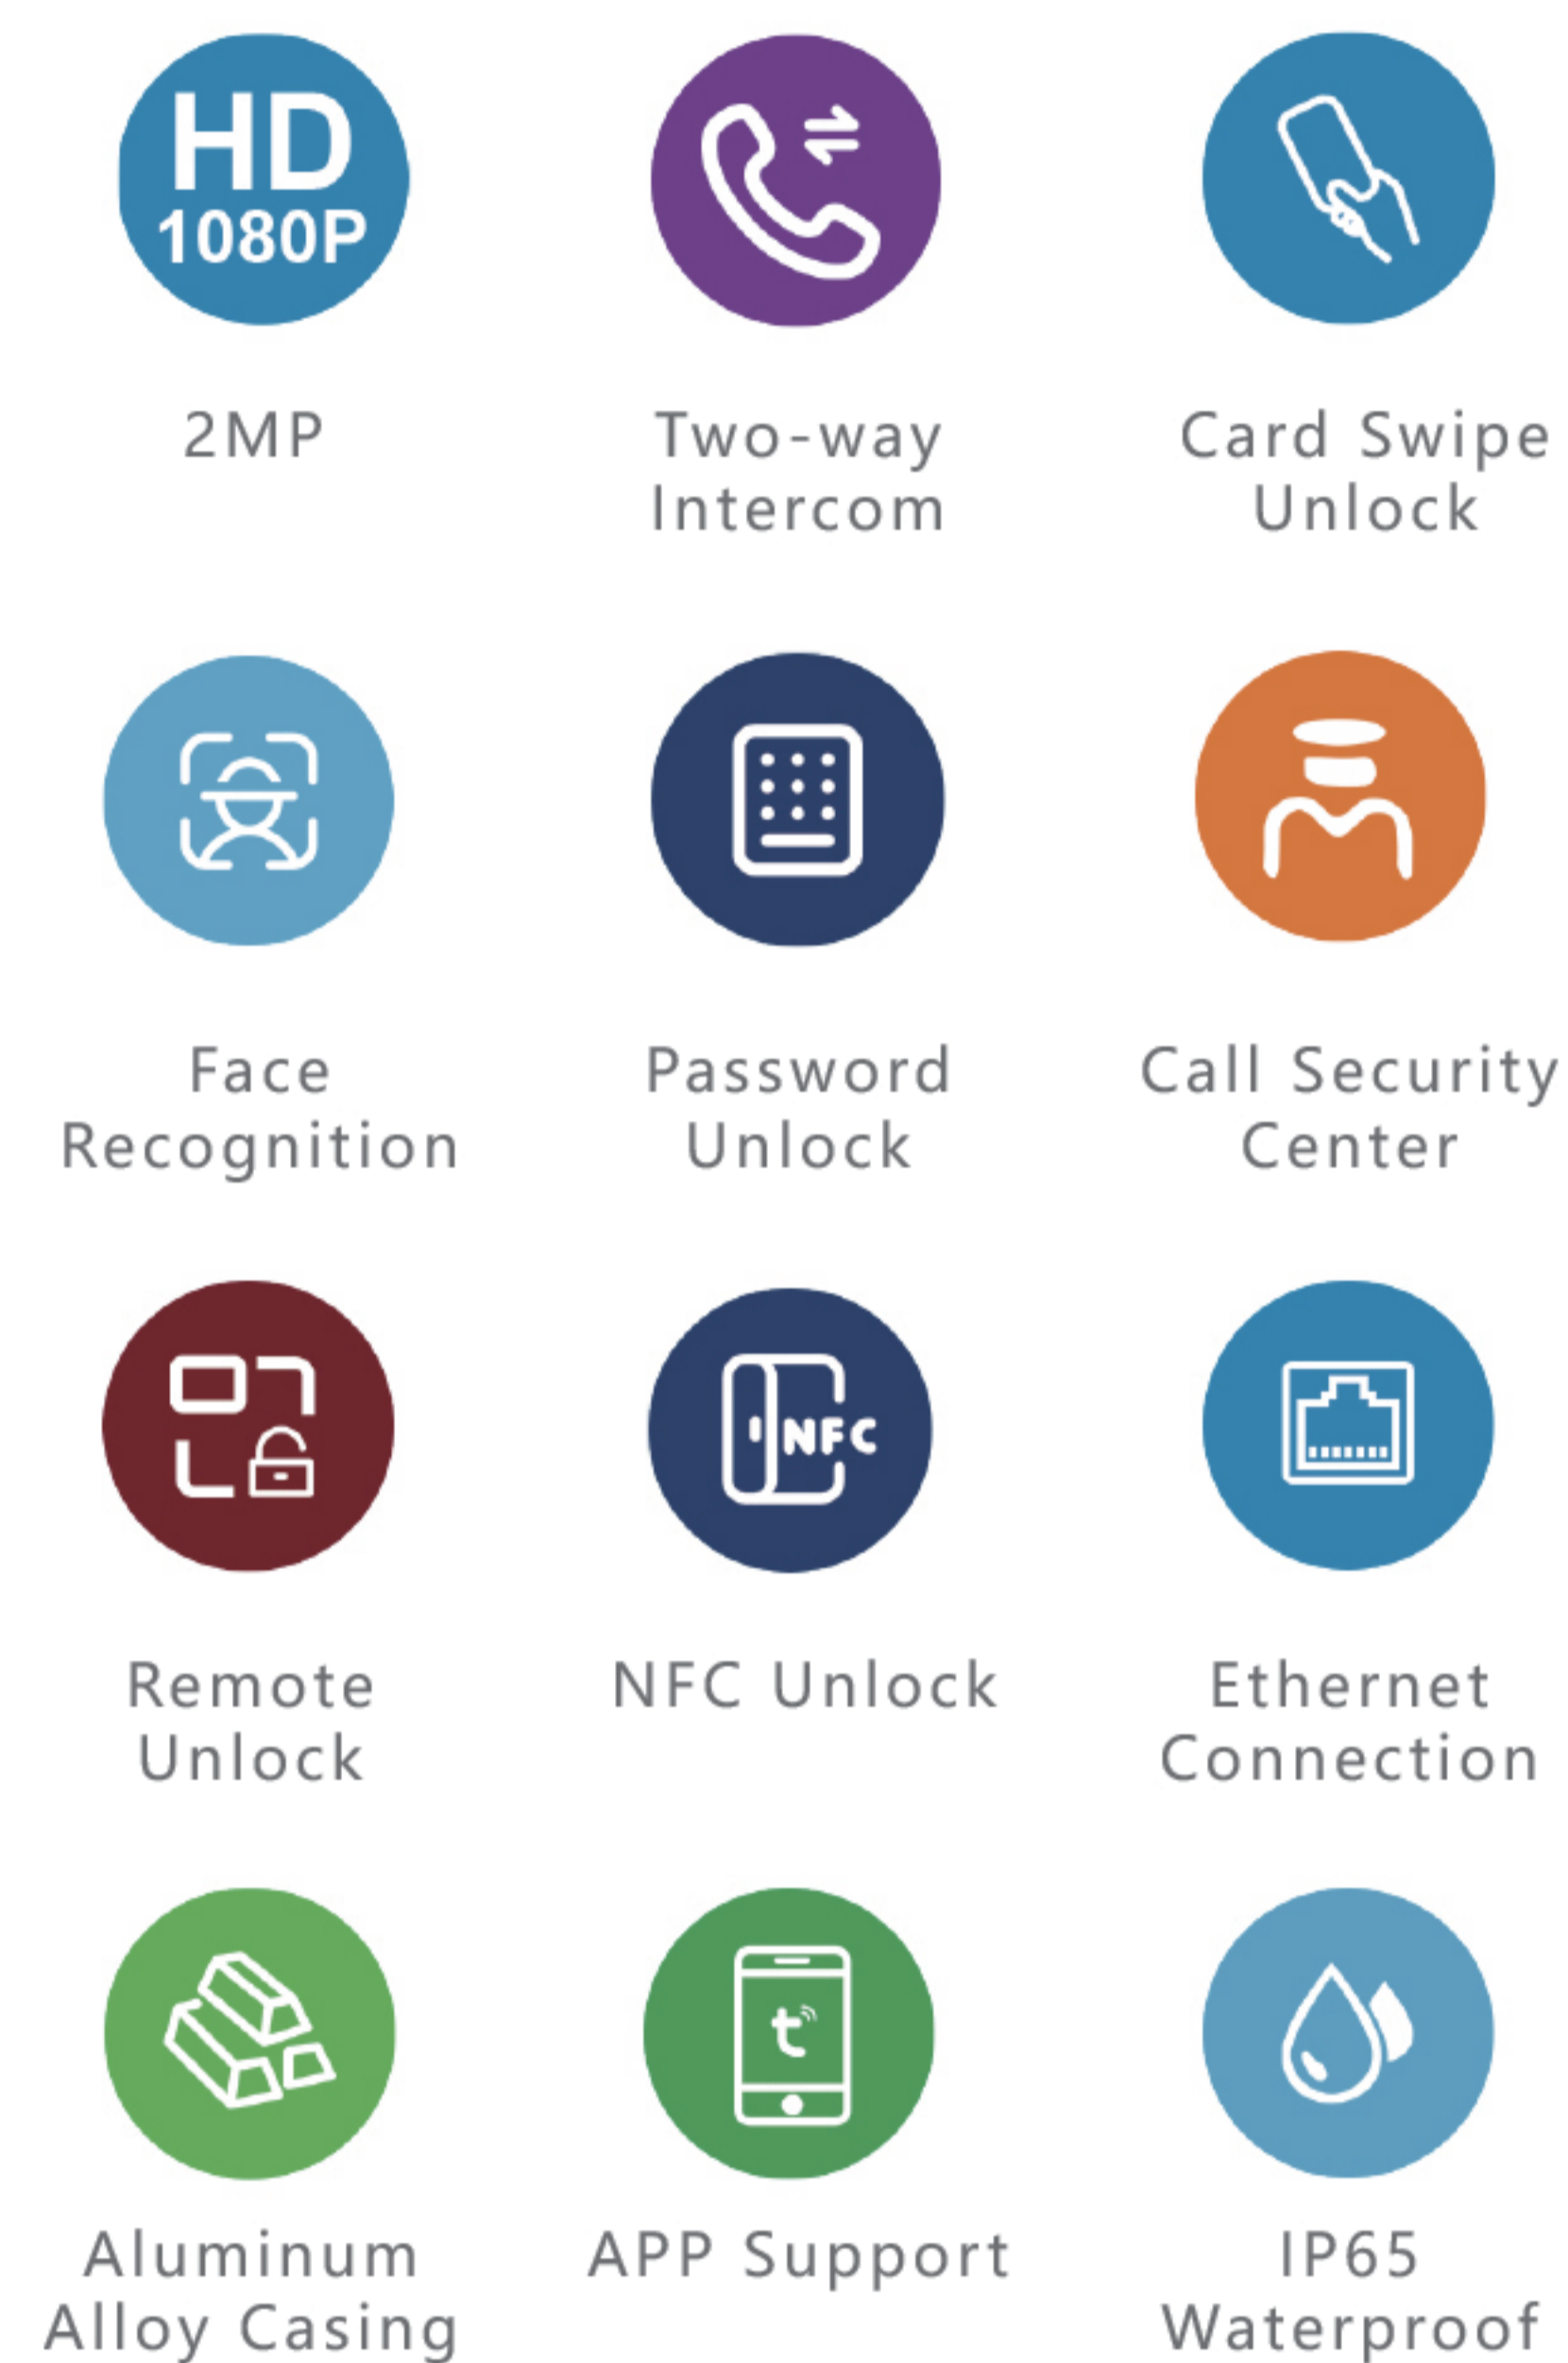 HD
1080P
2MP
Two-way
Intercom
Card Swipe
Unlock
Face
Recognition
Password
Unlock
Call Security
Center
NFC
Remote
Unlock
NFC Unlock
Ethernet
Connection
t
Aluminum
Alloy Casing
APP Support
IP65
Waterproof